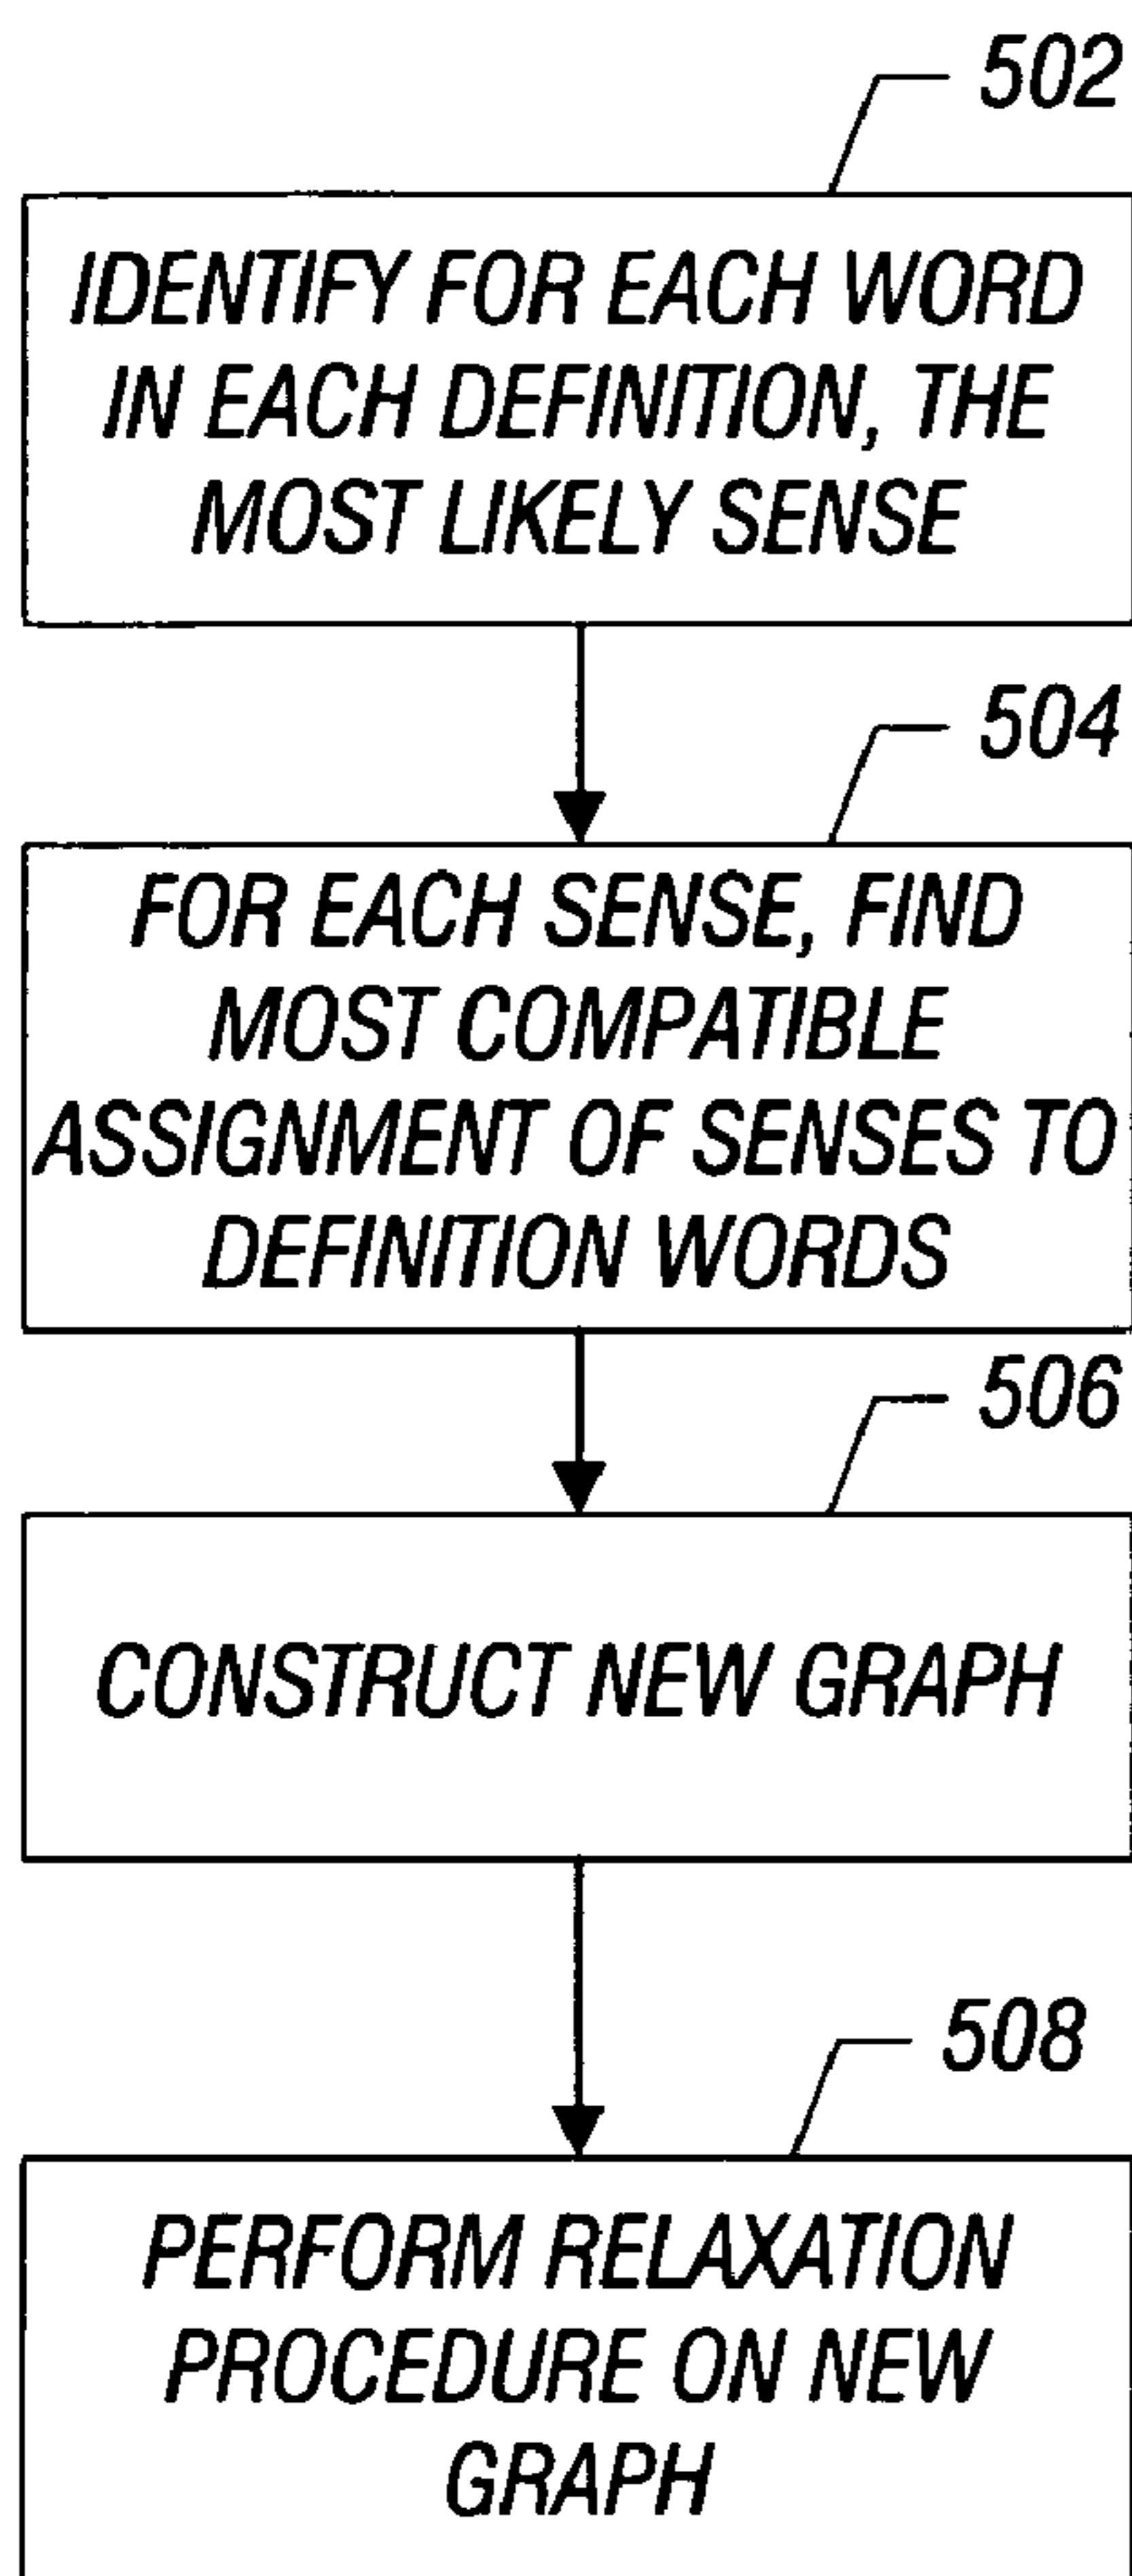 502
IDENTIFY FOR EACH WORD
IN EACH DEFINITION, THE
MOST LIKELY SENSE
504
FOR EACH SENSE, FIND
MOST COMPATIBLE
ASSIGNMENT OF SENSES TO
DEFINITION WORDS
506
CONSTRUCT NEW GRAPH
508
PERFORM RELAXATION
PROCEDURE ON NEW
GRAPH